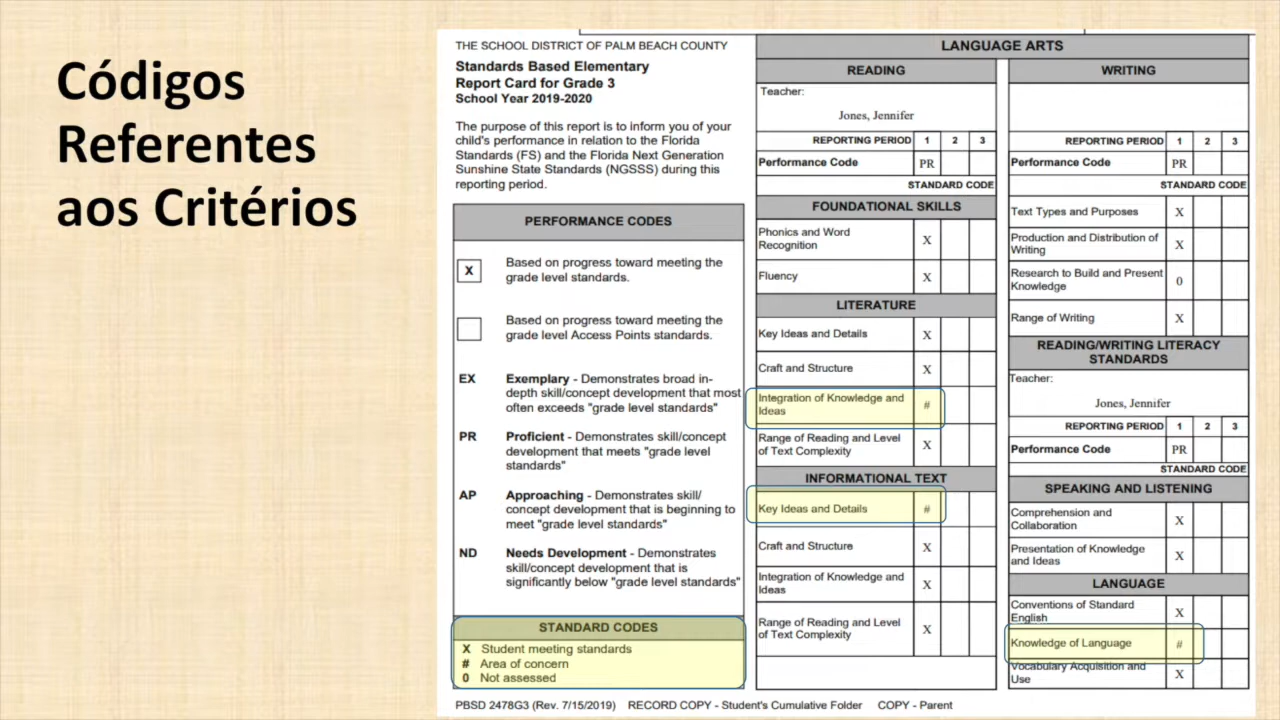 Códigos
Referentes
aos Critérios
THE SCHOOL DISTRICT OF PALM BEACH COUNTY
Standards Based Elementary
Report Card for Grade 3
School Year 2019-2020
The purpose of this report is to inform you of your
child's performance in relation to the Florida
Standards (FS) and the Florida Next Generation
Sunshine State Standards (NGSSS) during this
reporting period.
PERFORMANCE CODES
X Based on progress toward meeting the
grade level standards.
Based on progress toward meeting the
grade level Access Points standards.
EX Exemplary - Demonstrates broad in-
depth skill/concept development that most
often exceeds "grade level standards"
PR Proficient - Demonstrates skill/concept
development that meets "grade level
standards"
AP Approaching - Demonstrates skill/
concept development that is beginning to
meet "grade level standards"
ND Needs Development - Demonstrates
skill/concept development that is
significantly below "grade level standards"
STANDARD CODES
X Student meeting standards
# Area of concern
0 Not assessed
LANGUAGE ARTS
READING
Teacher:
Jones, Jennifer
REPORTING PERIOD 1 2 3
Performance Code PR
STANDARD CODE
FOUNDATIONAL SKILLS
Phonics and Word
Recognition X
Fluency X
LITERATURE
Key Ideas and Details X
Craft and Structure X
Integration of Knowledge and
Ideas #
Range of Reading and Level
of Text Complexity X
INFORMATIONAL TEXT
Key Ideas and Details #
Craft and Structure X
Integration of Knowledge and
Ideas X
Range of Reading and Level
of Text Complexity X
WRITING
REPORTING PERIOD 1 2 3
Performance Code PR
STANDARD CODE
Text Types and Purposes X
Production and Distribution of
Writing X
Research to Build and Present
Knowledge 0
Range of Writing X
READING/WRITING LITERACY
STANDARDS
Teacher:
Jones, Jennifer
REPORTING PERIOD 1 2 3
Performance Code PR
STANDARD CODE
SPEAKING AND LISTENING
Comprehension and
Collaboration X
Presentation of Knowledge
and Ideas X
LANGUAGE
Conventions of Standard
English X
Knowledge of Language #
Vocabulary Acquisition and
Use X
PBSD 2478G3 (Rev. 7/15/2019) RECORD COPY - Student's Cumulative Folder COPY - Parent